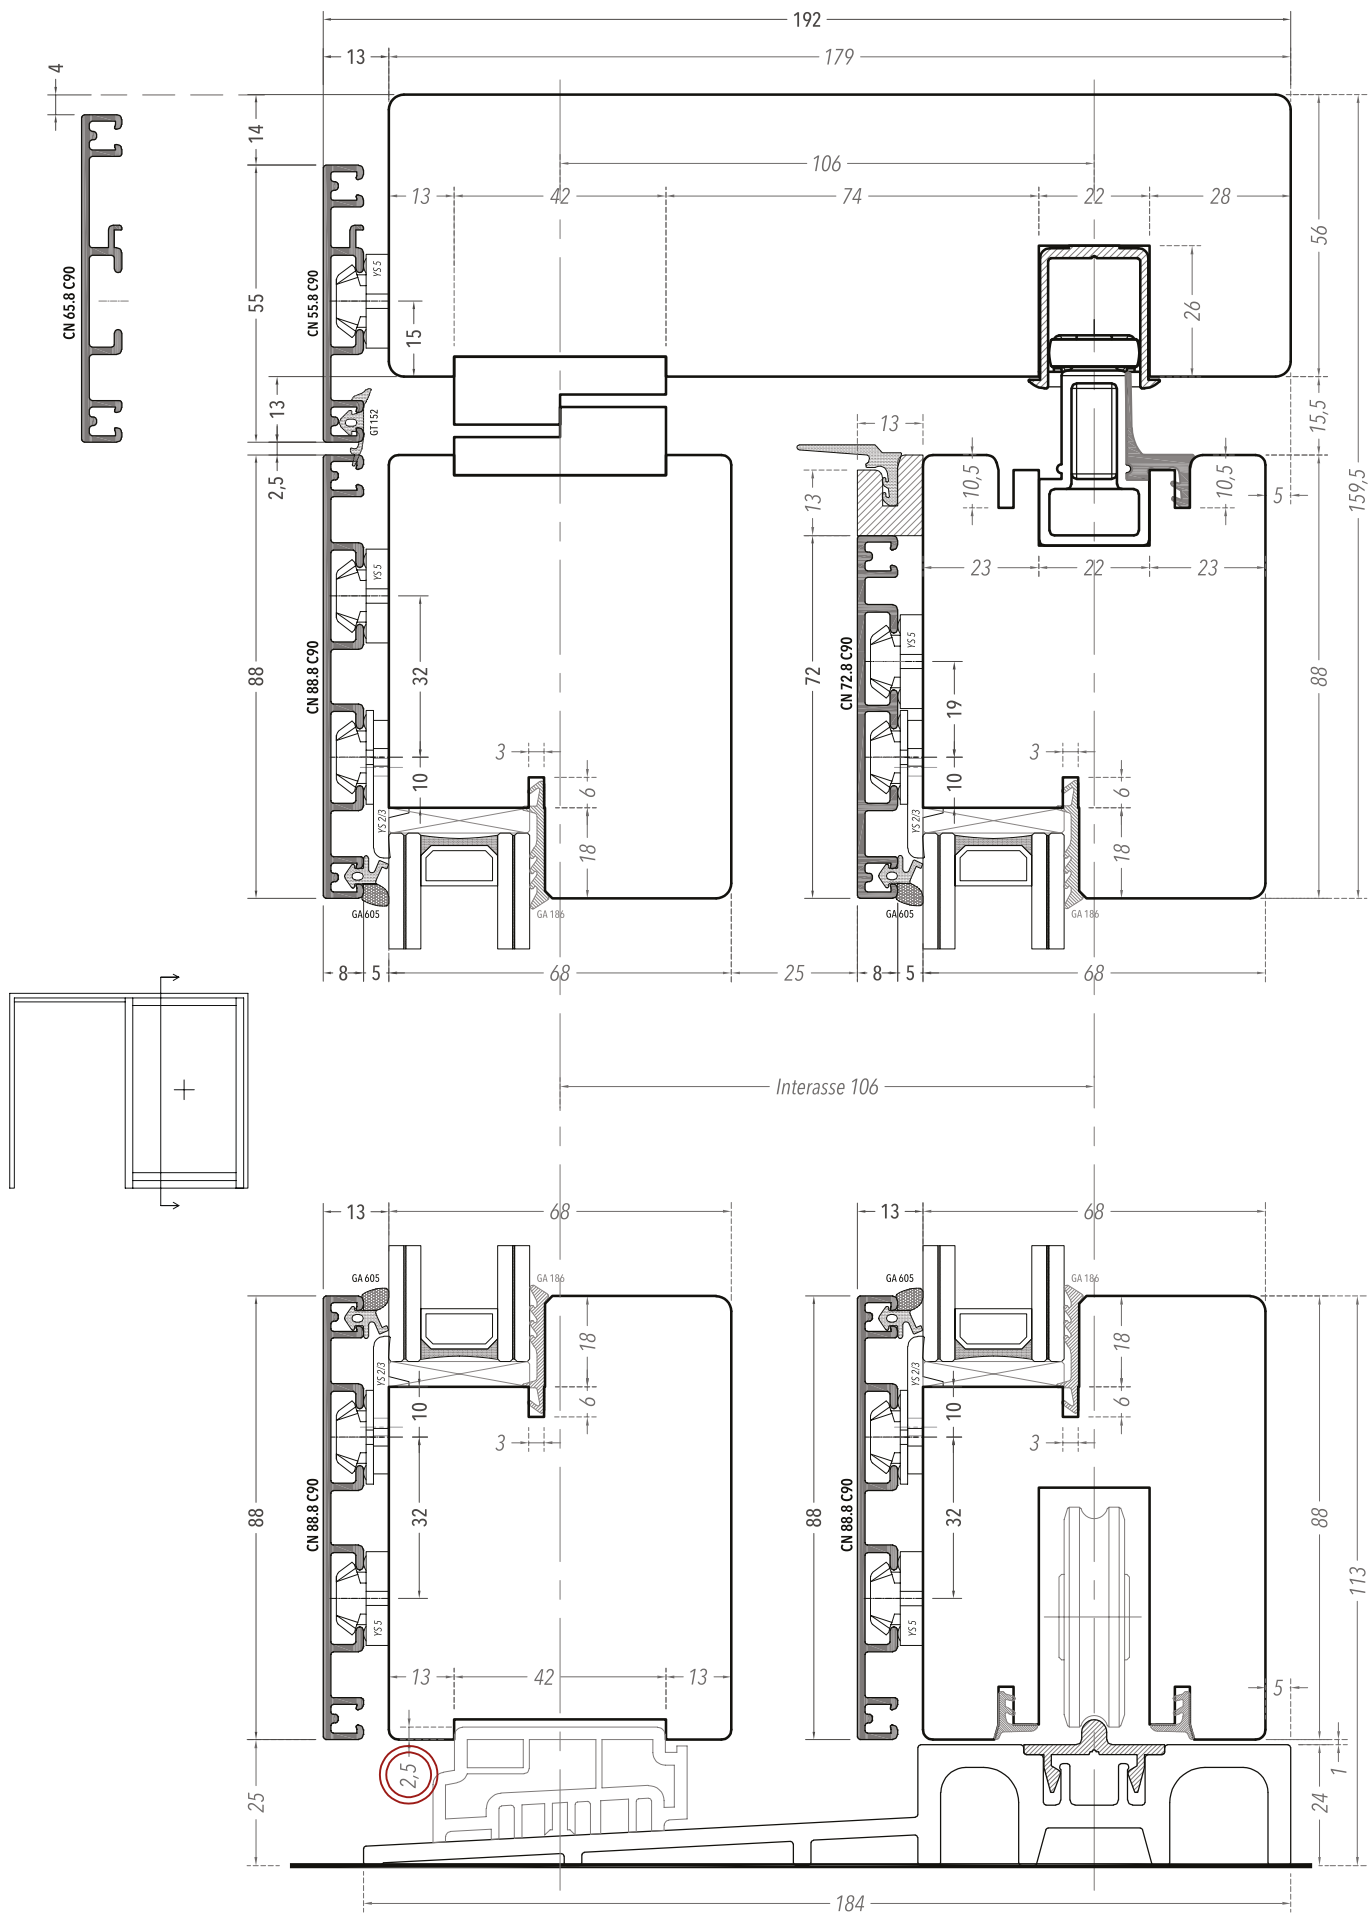 192
13
179
4
14
106
13
42
74
22
28
56
CN 65.8 C90
55
CN 55.8 C90
YS 5
15
26
13
GT 152
13
15,5
2,5
10,5
10,5
5
159,5
13
23
22
23
YS 5
88
CN 88.8 C90
32
72
CN 72.8 C90
YS 5
19
88
3
3
10
6
10
6
YS 2/3
18
YS 2/3
18
GA 605
GA 186
GA 605
GA 186
8
5
68
25
8
5
68
Interasse 106
13
68
13
68
GA 605
GA 186
GA 605
GA 186
18
18
YS 2/3
YS 2/3
10
6
10
6
3
3
88
CN 88.8 C90
32
88
CN 88.8 C90
32
88
113
YS 5
YS 5
13
42
13
5
2,5
25
1
24
184